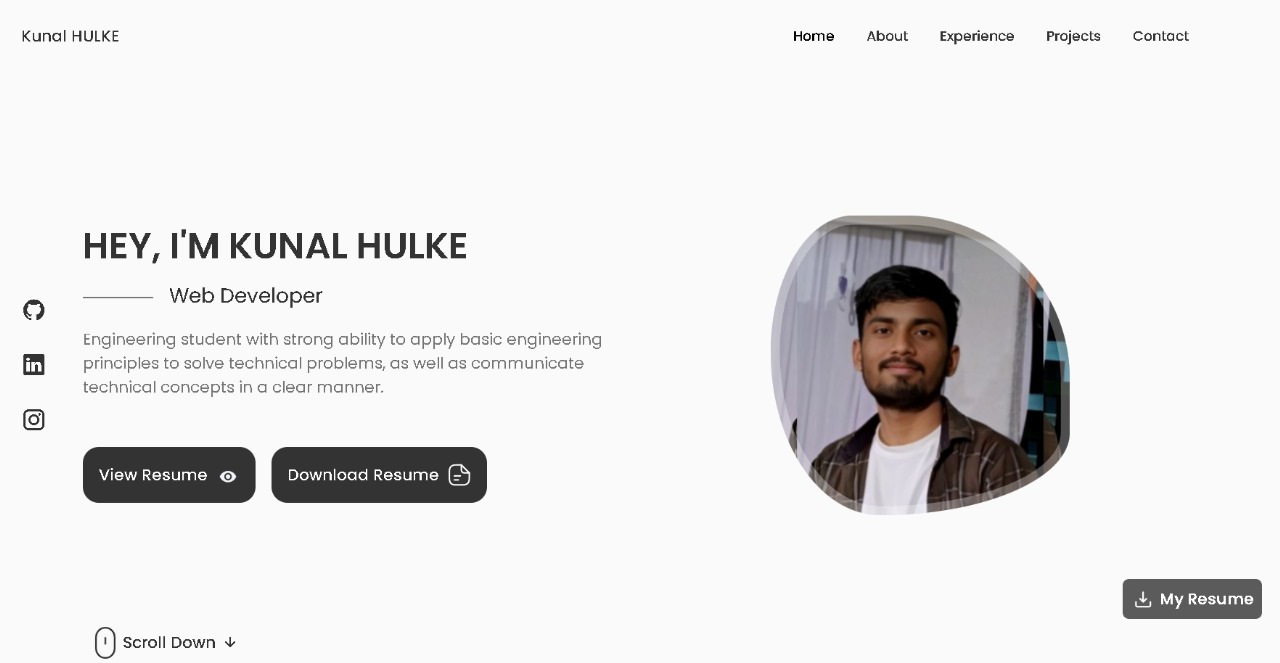 Kunal HULKE
Home About Experience Projects Contact
HEY, I'M KUNAL HULKE
Web Developer
Engineering student with strong ability to apply basic engineering
principles to solve technical problems, as well as communicate
technical concepts in a clear manner.
View Resume
Download Resume
My Resume
Scroll Down